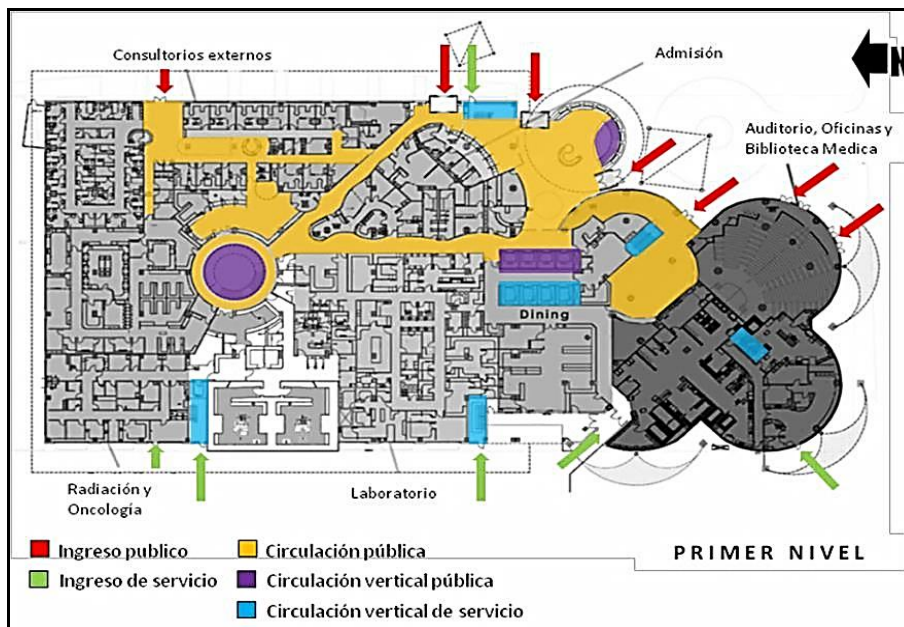 Consultorios externos
Admisión
N
Auditorio, Oficinas y
Biblioteca Medica
Dining
Radiación y
Oncología
Laboratorio
Ingreso publico
Circulación pública
PRIMER NIVEL
Ingreso de servicio
Circulación vertical pública
Circulación vertical de servicio